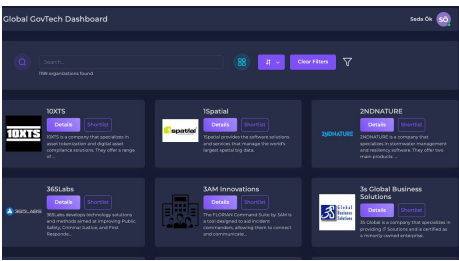 Global GovTech Dashboard
Seda Ök
SÖ
Search...
Clear Filters
1199 organizations found
10XTS
Details
Shortlist
10XTS is a company that specializes in
asset tokenization and digital asset
compliance solutions. They offer a range
of ...
10XTS
1Spatial
Details
Shortlist
1Spatial provides the software solutions
and services that manage the world's
largest spatial big data.
1spatial
2NDNATURE
Details
Shortlist
2NDNATURE is a company that
specializes in stormwater management
and resiliency software. They offer two
main products ...
2NDNATURE
365Labs
Details
Shortlist
365Labs develops technology solutions
and methods aimed at improving Public
Safety, Criminal Justice, and First
Responde...
365LABS
3AM Innovations
Details
Shortlist
The FLORIAN Command Suite by 3AM is
a tool designed to aid incident
commanders, allowing them to connect
and communicate...
3s Global Business
Solutions
Details
Shortlist
3S Global is a company that specializes in
providing IT Solutions and is certified as
a minority-owned enterprise.
Global
Business
Solutions